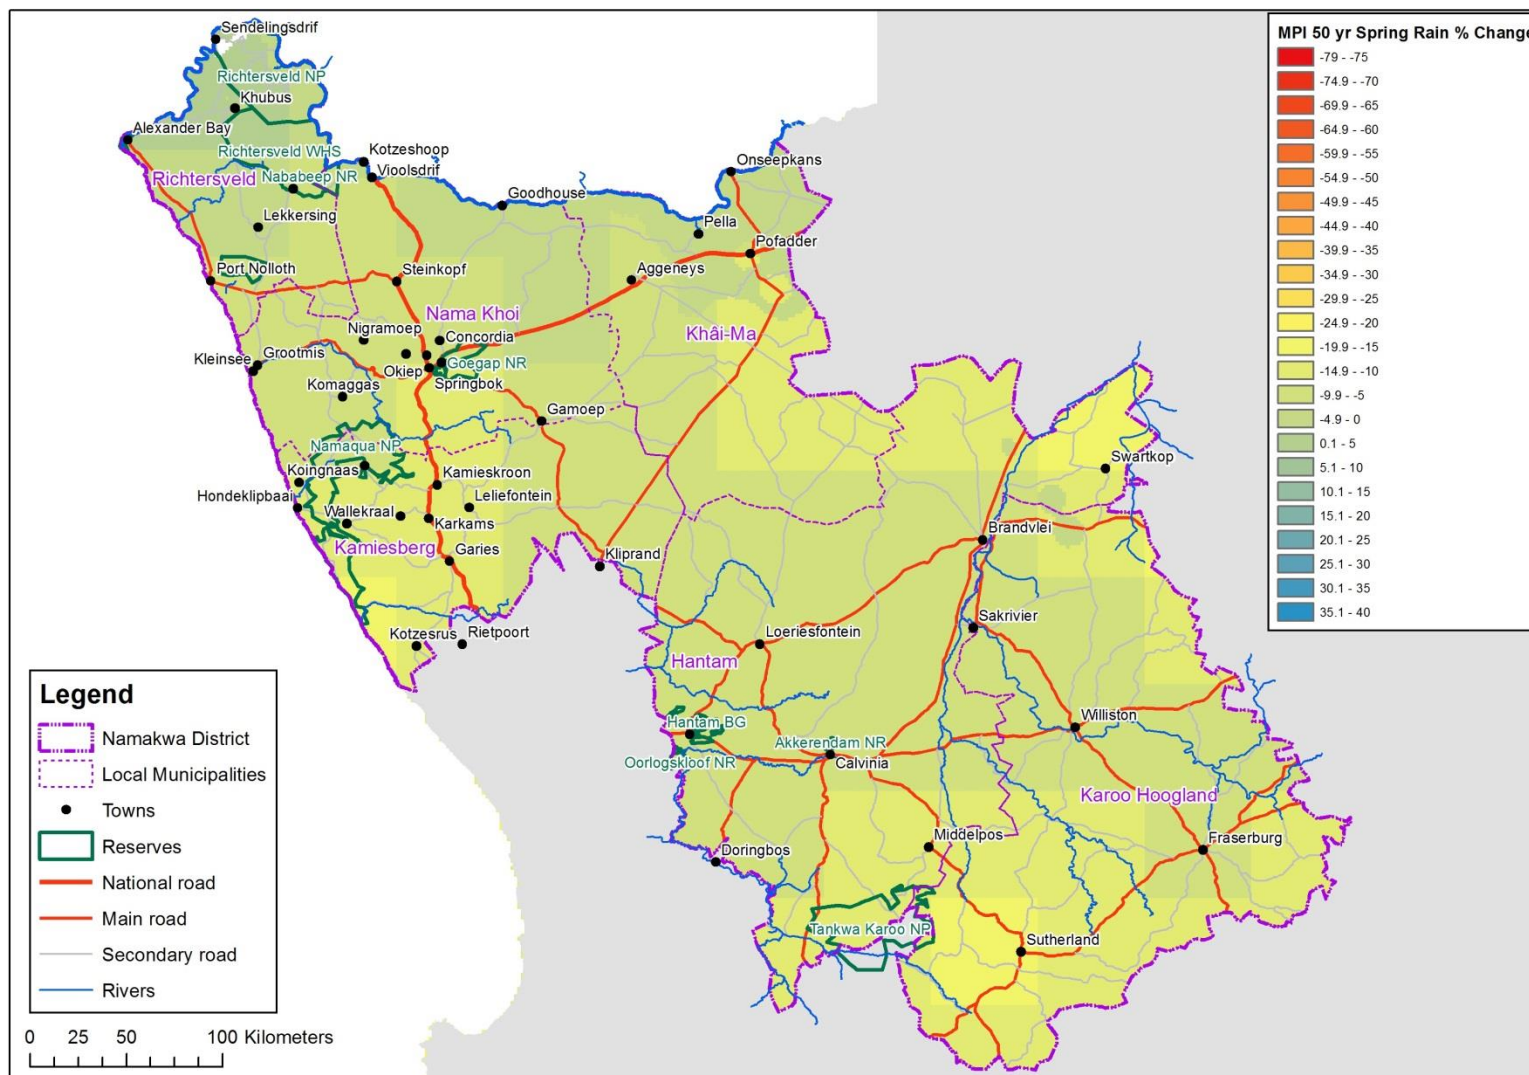 Sendelingsdrif
Richtersveld NP
Khubus
Alexander Bay
Richtersveld WHS
Kotzeshoop
Vioolsdrif
Richtersveld
Nababeep NR
Goodhouse
Onseepkans
Lekkersing
Pella
Pofadder
Port Nolloth
Steinkopf
Aggeneys
Nama Khoi
Khâi-Ma
Nigramoep
Concordia
Kleinsee
Grootmis
Okiep
Goegap NR
Springbok
Komaggas
Gamoep
Namaqua NP
Koingnaas
Kamieskroon
Swartkop
Hondeklipbaai
Leliefontein
Wallekraal
Karkams
Brandvlei
Kamiesberg
Garies
Kliprand
Kotzesrus
Rietpoort
Loeriesfontein
Sakrivier
Hantam
Hantam BG
Williston
Oorlogskloof NR
Akkerendam NR
Calvinia
Karoo Hoogland
Middelpos
Fraserburg
Doringbos
Tankwa Karoo NP
Sutherland
MPI 50 yr Spring Rain % Change
-79 - -75
-74.9 - -70
-69.9 - -65
-64.9 - -60
-59.9 - -55
-54.9 - -50
-49.9 - -45
-44.9 - -40
-39.9 - -35
-34.9 - -30
-29.9 - -25
-24.9 - -20
-19.9 - -15
-14.9 - -10
-9.9 - -5
-4.9 - 0
0.1 - 5
5.1 - 10
10.1 - 15
15.1 - 20
20.1 - 25
25.1 - 30
30.1 - 35
35.1 - 40
Legend
Namakwa District
Local Municipalities
Towns
Reserves
National road
Main road
Secondary road
Rivers
0 25 50 100 Kilometers